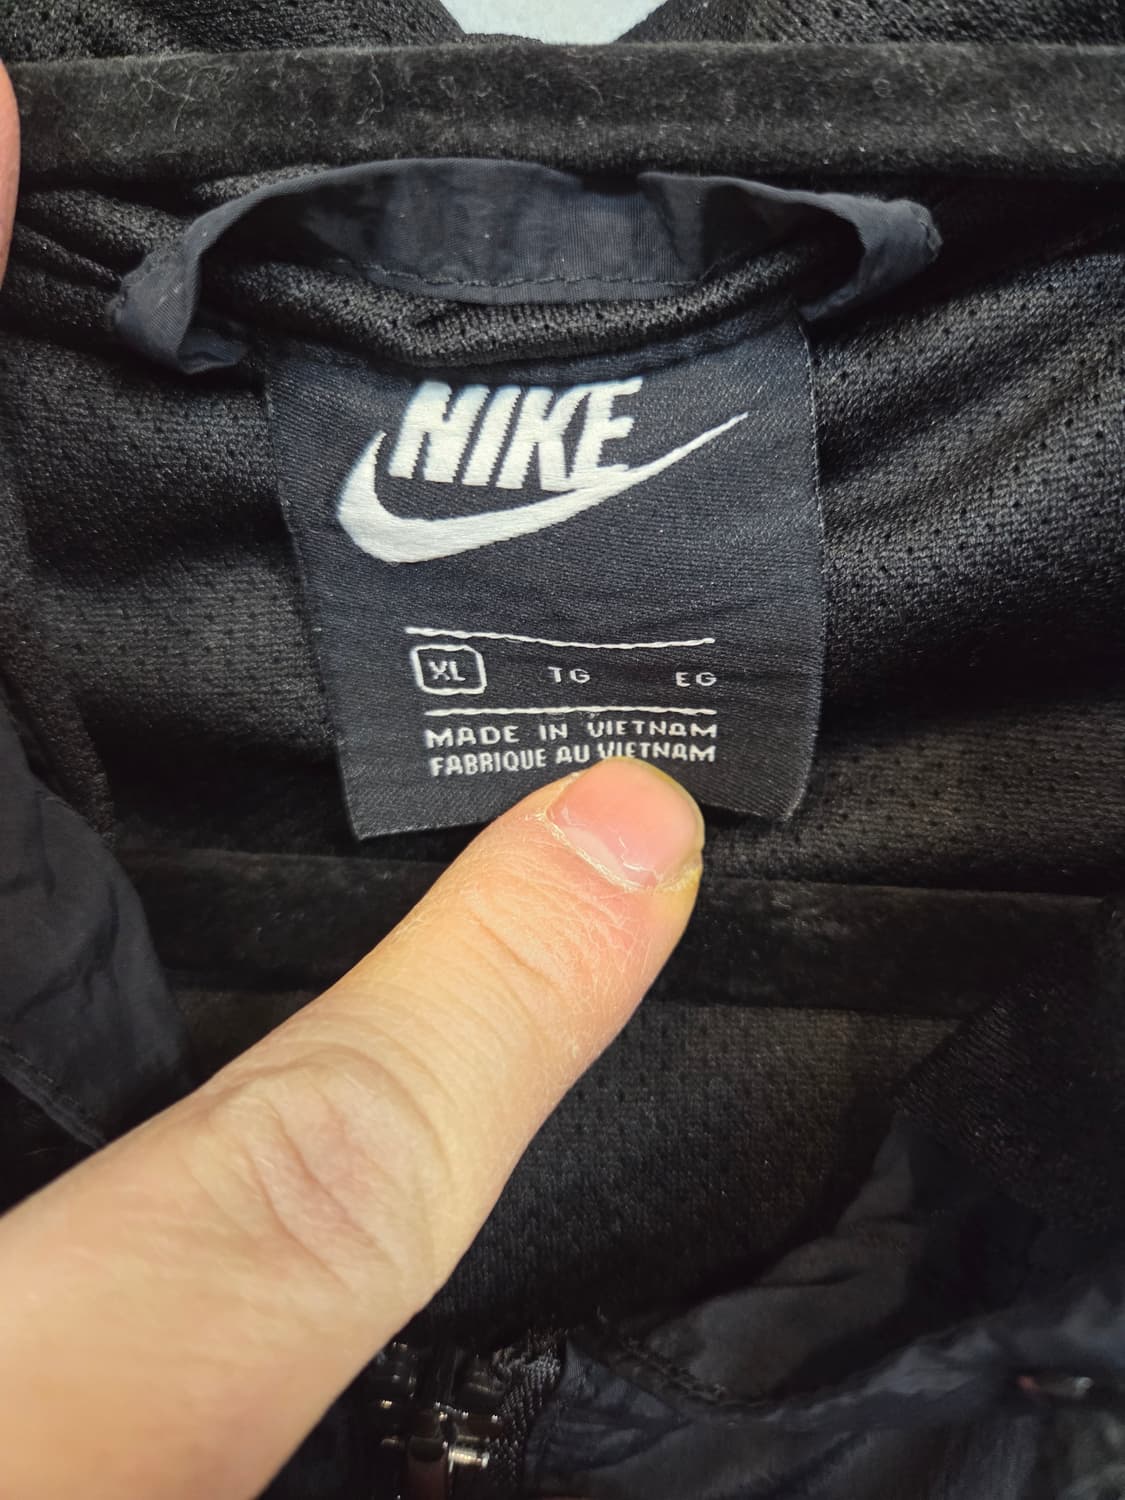 NIKE
XL TG EG
MADE IN VIETNAM
FABRIQUE AU VIETNAM